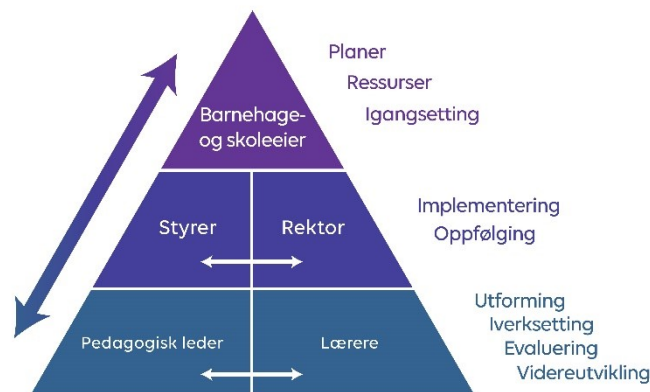 Planer
Ressurser
Igangsetting
Barnehage-
og skoleeier
Styrer
Rektor
Implementering
Oppfølging
Pedagogisk leder
Lærere
Utforming
Iverksetting
Evaluering
Videreutvikling